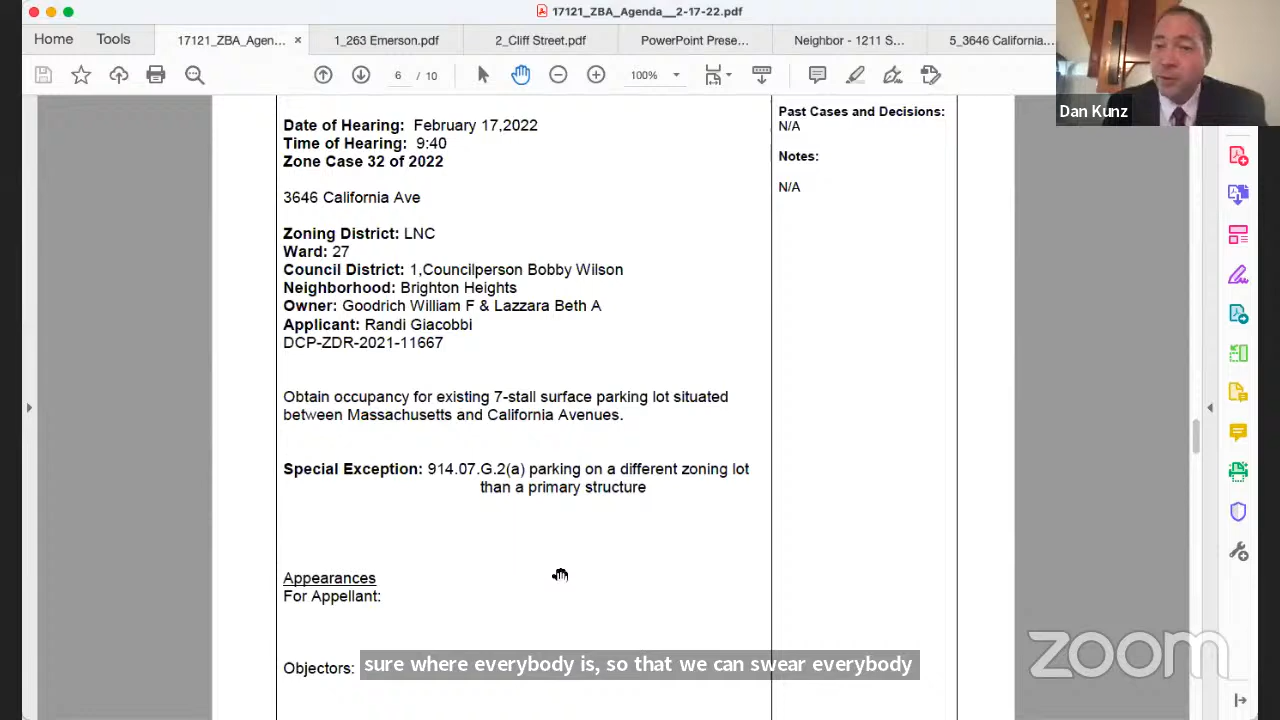 17121_ZBA_Agenda__2-17-22.pdf
Home
Tools
17121_ZBA_Agen...
1_263 Emerson.pdf
2_Cliff Street.pdf
PowerPoint Prese...
Neighbor - 1211 S...
5_3646 California...
6 / 10
100%
Dan Kunz
Date of Hearing: February 17,2022
Time of Hearing: 9:40
Zone Case 32 of 2022
3646 California Ave
Zoning District: LNC
Ward: 27
Council District: 1,Councilperson Bobby Wilson
Neighborhood: Brighton Heights
Owner: Goodrich William F & Lazzara Beth A
Applicant: Randi Giacobbi
DCP-ZDR-2021-11667
Obtain occupancy for existing 7-stall surface parking lot situated
between Massachusetts and California Avenues.
Special Exception: 914.07.G.2(a) parking on a different zoning lot
than a primary structure
Appearances
For Appellant:
Objectors:
Past Cases and Decisions:
N/A
Notes:
N/A
sure where everybody is, so that we can swear everybody
zoom